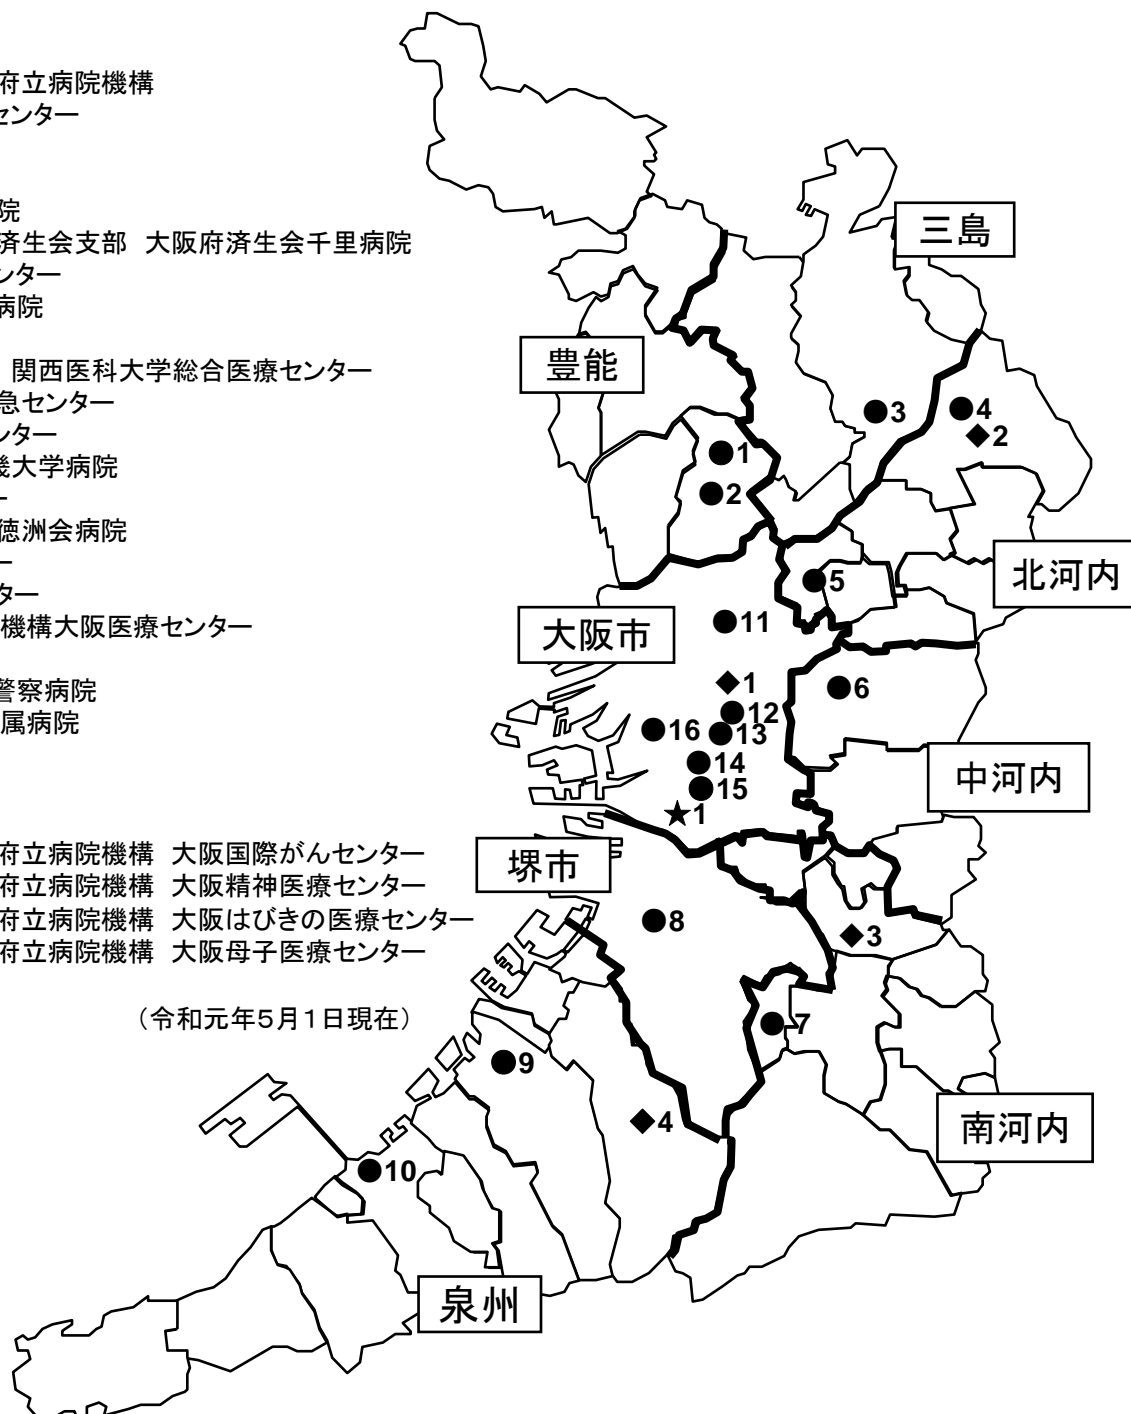 府立病院機構
センター
院
済生会支部 大阪府済生会千里病院
ンター
病院
関西医科大学総合医療センター
急センター
ンター
畿大学病院
ー
徳洲会病院
ー
ター
機構大阪医療センター
警察病院
属病院
府立病院機構 大阪国際がんセンター
府立病院機構 大阪精神医療センター
府立病院機構 大阪はびきの医療センター
府立病院機構 大阪母子医療センター
（令和元年５月１日現在）
三島
豊能
●3
●4
◆2
●1
●2
北河内
●5
大阪市
●11
◆1
●6
●12
●16
●13
●14
中河内
●15
★1
堺市
●8
◆3
●7
●9
◆4
南河内
●10
泉州